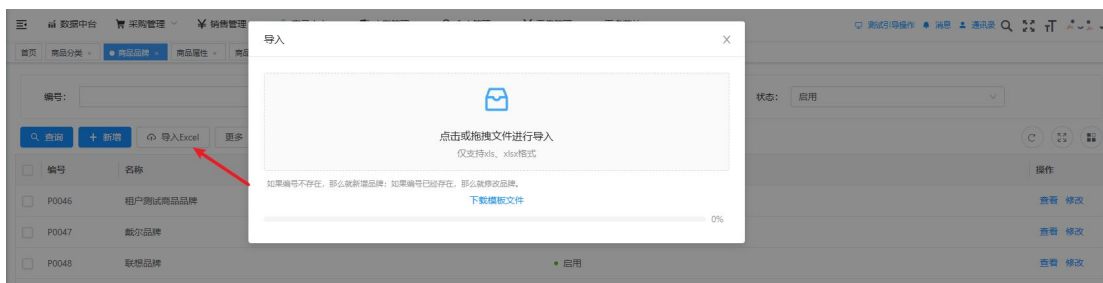 数据中台 采购管理 销售管理
测试引导操作 消息 通讯录
首页 商品分类 商品品牌 商品属性 商品
导入
编号:
状态: 启用
点击或拖拽文件进行导入
仅支持xls、xlsx格式
查询 + 新增 导入Excel 更多
如果编号不存在，那么就新增品牌；如果编号已经存在，那么就修改品牌。
下载模板文件
0%
编号 名称 操作
P0046 租户测试商品品牌 查看 修改
P0047 戴尔品牌 查看 修改
P0048 联想品牌 启用 查看 修改